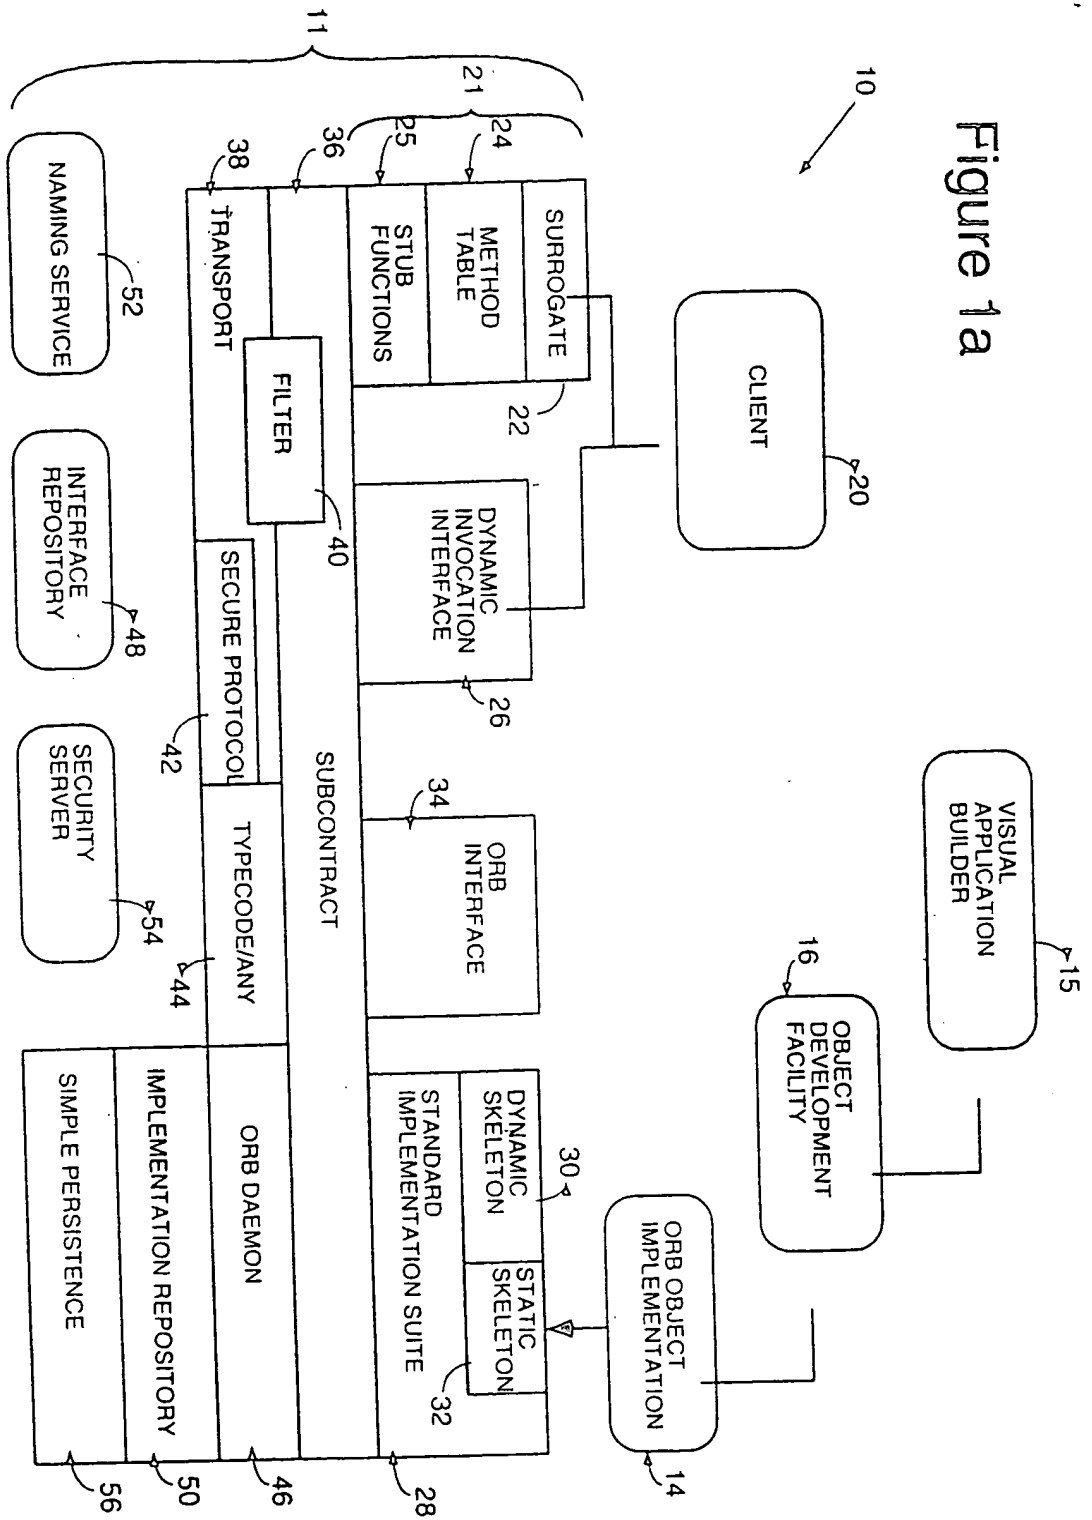 Figure 1a
10
CLIENT
20
VISUAL
APPLICATION
BUILDER
15
16
OBJECT
DEVELOPMENT
FACILITY
ORB OBJECT
IMPLEMENTATION
14
11
21
SURROGATE
22
24
METHOD
TABLE
25
STUB
FUNCTIONS
DYNAMIC
INVOCATION
INTERFACE
26
34
ORB
INTERFACE
30
DYNAMIC
SKELETON
STATIC
SKELETON
32
STANDARD
IMPLEMENTATION SUITE
28
36
SUBCONTRACT
38
TRANSPORT
FILTER
40
SECURE PROTOCOL
42
TYPECODE/ANY
44
ORB DAEMON
46
IMPLEMENTATION REPOSITORY
50
SIMPLE PERSISTENCE
56
NAMING SERVICE
52
INTERFACE
REPOSITORY
48
SECURITY
SERVER
54